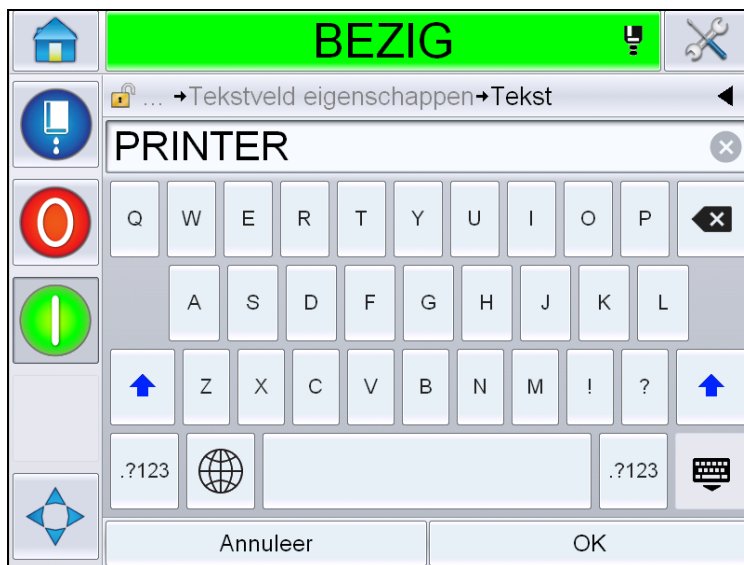 BEZIG
... →Tekstveld eigenschappen→Tekst
PRINTER
Q W E R T Y U I O P
A S D F G H J K L
Z X C V B N M ! ?
.?123 .?123
Annuleer OK